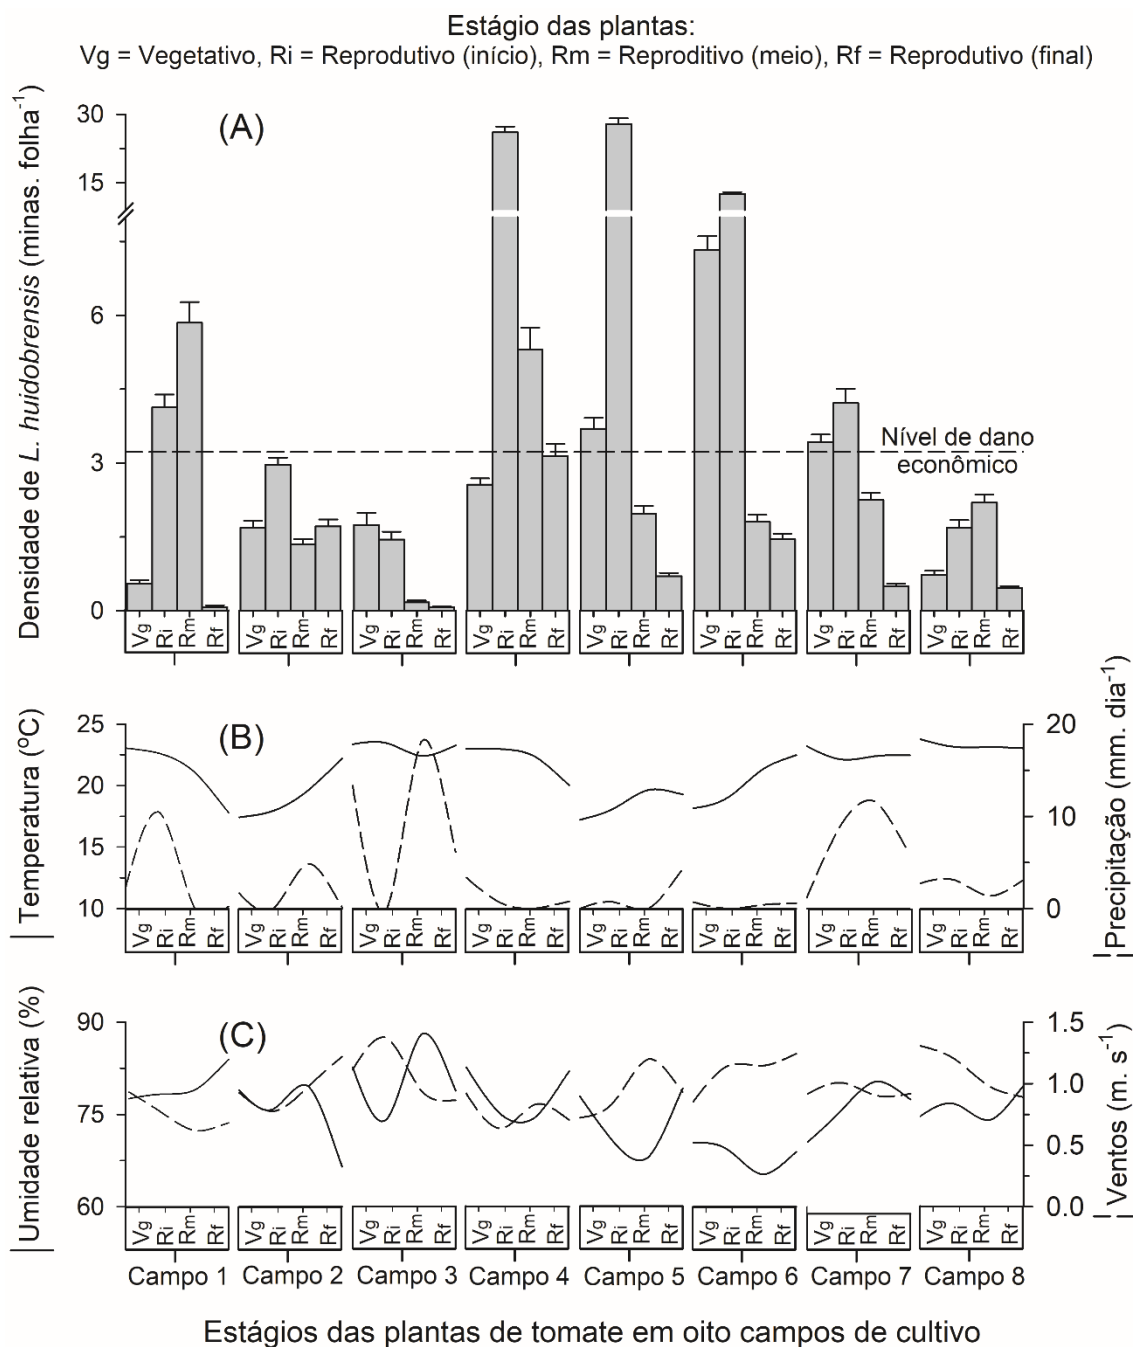 Estágio das plantas:
Vg = Vegetativo, Ri = Reprodutivo (início), Rm = Reproditivo (meio), Rf = Reprodutivo (final)
Densidade de L. huidobrensis (minas. folha⁻¹)
(A)
30
15
6
3
0
Nível de dano
econômico
Vg Ri Rm Rf Vg Ri Rm Rf Vg Ri Rm Rf Vg Ri Rm Rf Vg Ri Rm Rf Vg Ri Rm Rf Vg Ri Rm Rf Vg Ri Rm Rf
Temperatura (ºC)
(B)
25
20
15
10
20
10
0
Precipitação (mm. dia⁻¹)
Vg Ri Rm Rf Vg Ri Rm Rf Vg Ri Rm Rf Vg Ri Rm Rf Vg Ri Rm Rf Vg Ri Rm Rf Vg Ri Rm Rf Vg Ri Rm Rf
Umidade relativa (%)
(C)
90
75
60
1.5
1.0
0.5
0.0
Ventos (m. s⁻¹)
Vg Ri Rm Rf Vg Ri Rm Rf Vg Ri Rm Rf Vg Ri Rm Rf Vg Ri Rm Rf Vg Ri Rm Rf Vg Ri Rm Rf Vg Ri Rm Rf
Campo 1 Campo 2 Campo 3 Campo 4 Campo 5 Campo 6 Campo 7 Campo 8
Estágios das plantas de tomate em oito campos de cultivo